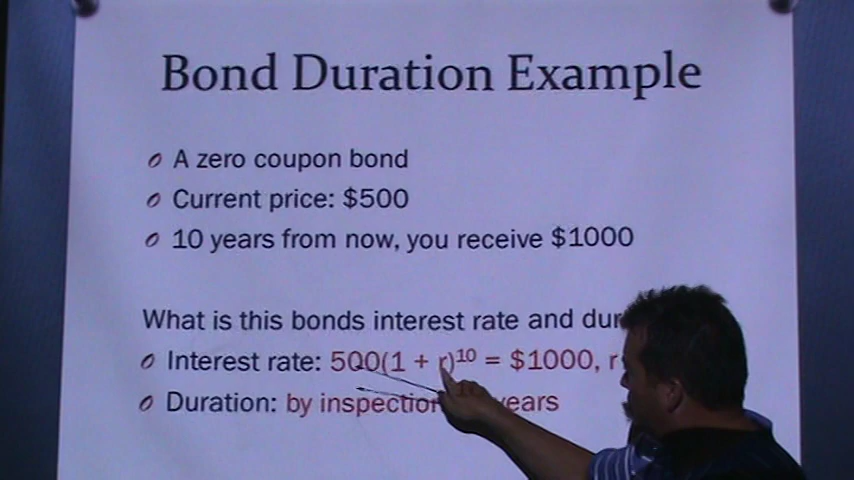 Bond Duration Example
A zero coupon bond
Current price: $500
10 years from now, you receive $1000
What is this bonds interest rate and
Interest rate: 500(1 + r)¹⁰ = $1000, r
Duration: by inspection years